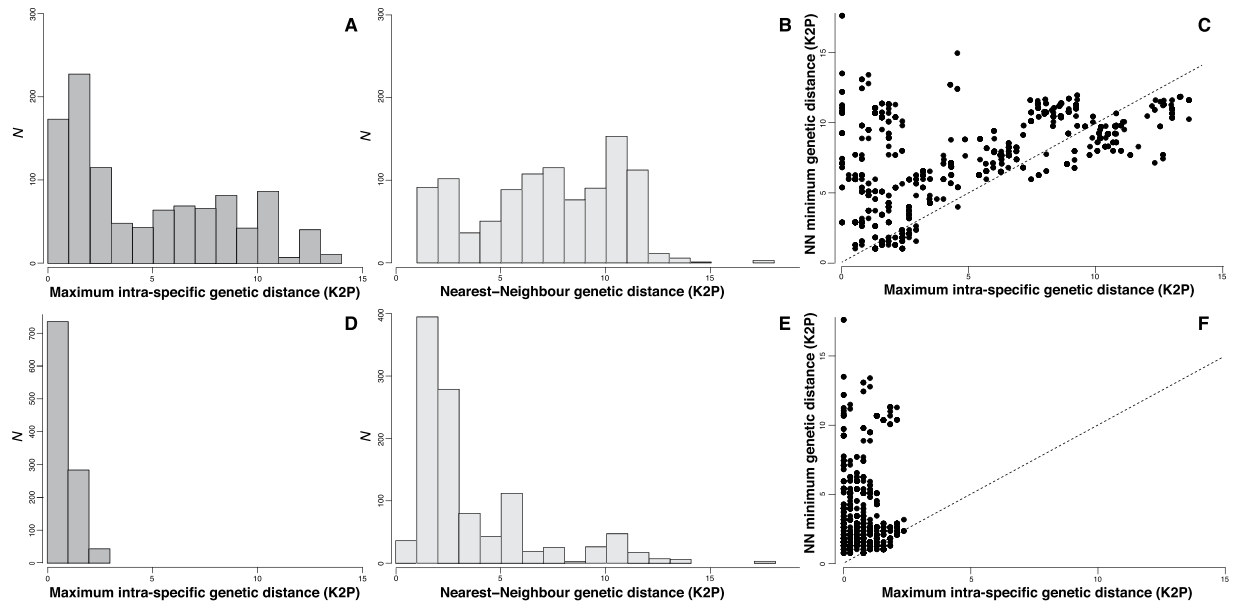 A
300
200
100
0
N
0 5 10 15
Maximum intra-specific genetic distance (K2P)
B
300
200
100
0
N
0 5 10 15
Nearest-Neighbour genetic distance (K2P)
C
15
10
5
0
NN minimum genetic distance (K2P)
0 5 10 15
Maximum intra-specific genetic distance (K2P)
D
700
600
500
400
300
200
100
0
N
0 5 10 15
Maximum intra-specific genetic distance (K2P)
E
400
300
200
100
0
N
0 5 10 15
Nearest-Neighbour genetic distance (K2P)
F
15
10
5
0
NN minimum genetic distance (K2P)
0 5 10 15
Maximum intra-specific genetic distance (K2P)